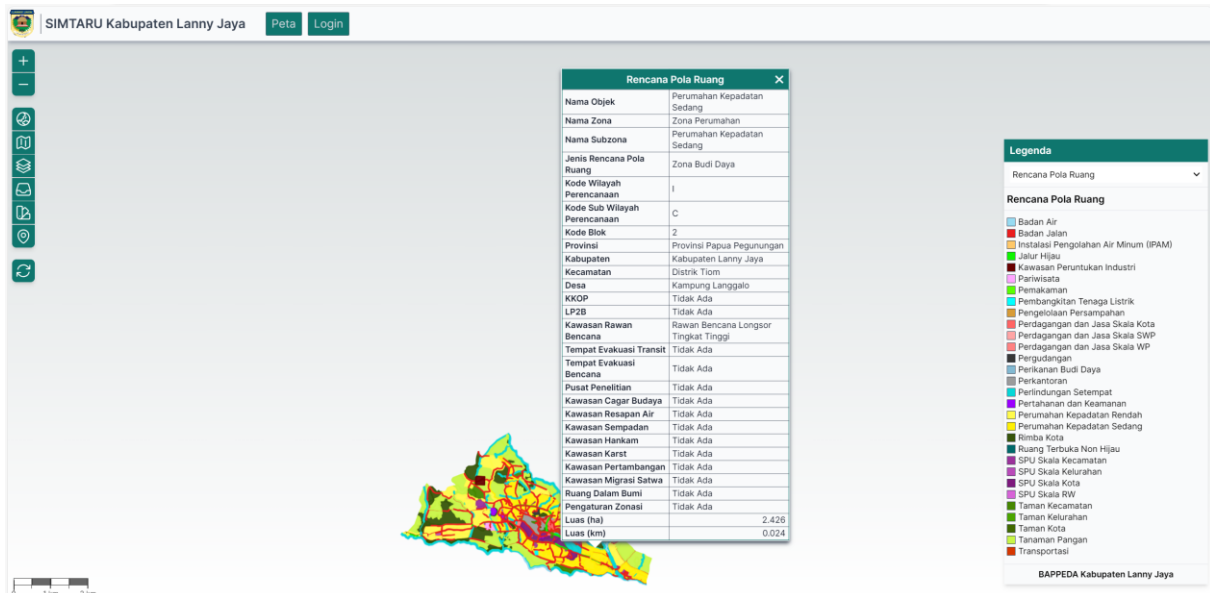 SIMTARU Kabupaten Lanny Jaya
Peta
Login
Rencana Pola Ruang
Nama Objek
Perumahan Kepadatan
Sedang
Nama Zona
Zona Perumahan
Nama Subzona
Perumahan Kepadatan
Sedang
Jenis Rencana Pola
Ruang
Zona Budi Daya
Kode Wilayah
Perencanaan
I
Kode Sub Wilayah
Perencanaan
C
Kode Blok
2
Provinsi
Provinsi Papua Pegunungan
Kabupaten
Kabupaten Lanny Jaya
Kecamatan
Distrik Tiom
Desa
Kampung Langgalo
KKOP
Tidak Ada
LP2B
Tidak Ada
Kawasan Rawan
Bencana
Rawan Bencana Longsor
Tingkat Tinggi
Tempat Evakuasi Transit
Tidak Ada
Tempat Evakuasi
Bencana
Tidak Ada
Pusat Penelitian
Tidak Ada
Kawasan Cagar Budaya
Tidak Ada
Kawasan Resapan Air
Tidak Ada
Kawasan Sempadan
Tidak Ada
Kawasan Hankam
Tidak Ada
Kawasan Karst
Tidak Ada
Kawasan Pertambangan
Tidak Ada
Kawasan Migrasi Satwa
Tidak Ada
Ruang Dalam Bumi
Tidak Ada
Pengaturan Zonasi
Tidak Ada
Luas (ha)
2.426
Luas (km)
0.024
Legenda
Rencana Pola Ruang
Rencana Pola Ruang
Badan Air
Badan Jalan
Instalasi Pengolahan Air Minum (IPAM)
Jalur Hijau
Kawasan Peruntukan Industri
Pariwisata
Pemakaman
Pembangkitan Tenaga Listrik
Pengelolaan Persampahan
Perdagangan dan Jasa Skala Kota
Perdagangan dan Jasa Skala SWP
Perdagangan dan Jasa Skala WP
Pergudangan
Perikanan Budi Daya
Perkantoran
Perlindungan Setempat
Pertahanan dan Keamanan
Perumahan Kepadatan Rendah
Perumahan Kepadatan Sedang
Rimba Kota
Ruang Terbuka Non Hijau
SPU Skala Kecamatan
SPU Skala Kelurahan
SPU Skala Kota
SPU Skala RW
Taman Kecamatan
Taman Kelurahan
Taman Kota
Tanaman Pangan
Transportasi
BAPPEDA Kabupaten Lanny Jaya